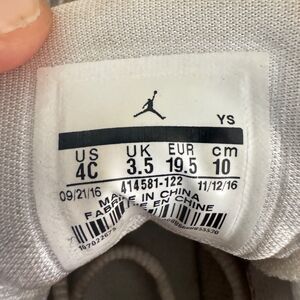 YS
US UK EUR cm
4C 3.5 19.5 10
09/21/16 414581-122 11/12/16
MADE IN CHINA
FABRIQUÉ EN CHINE